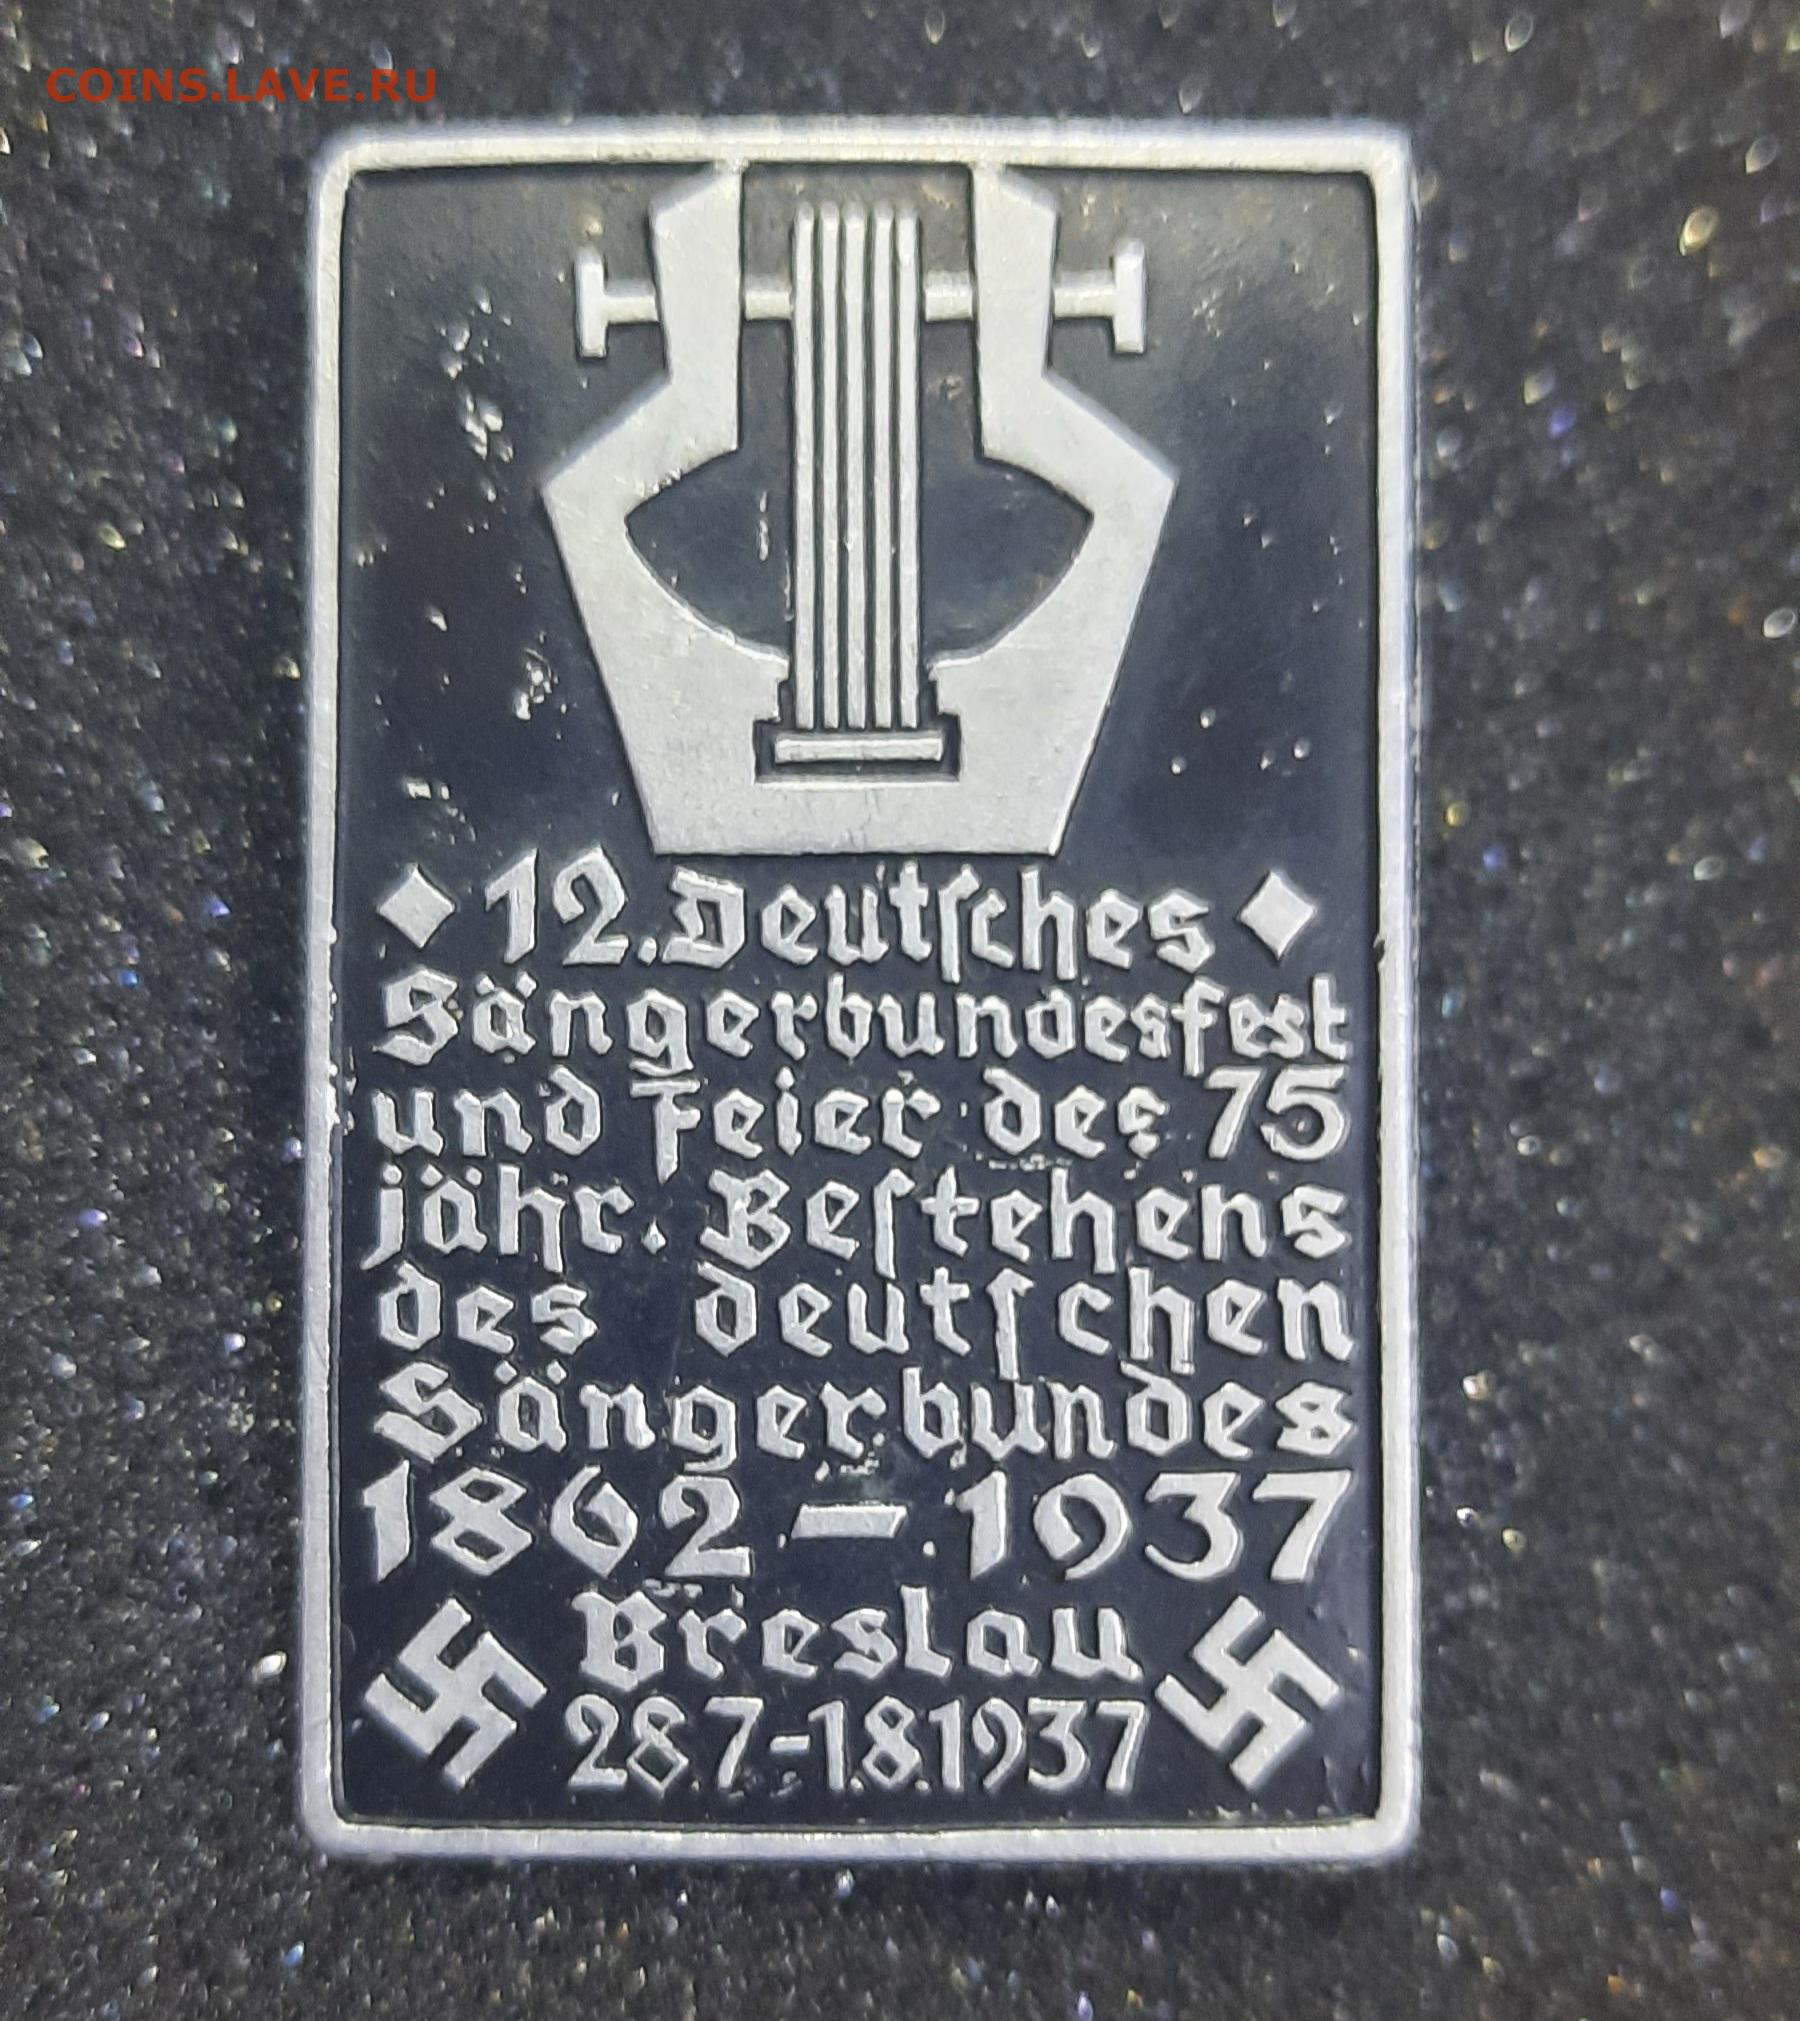 COINS.LAVE.RU
12. Deutſches
Sängerbundesfest
und Feier des 75
jähr. Beſtehens
des deutſchen
Sängerbundes
1862 – 1937
Breslau
28.7-1.8.1937